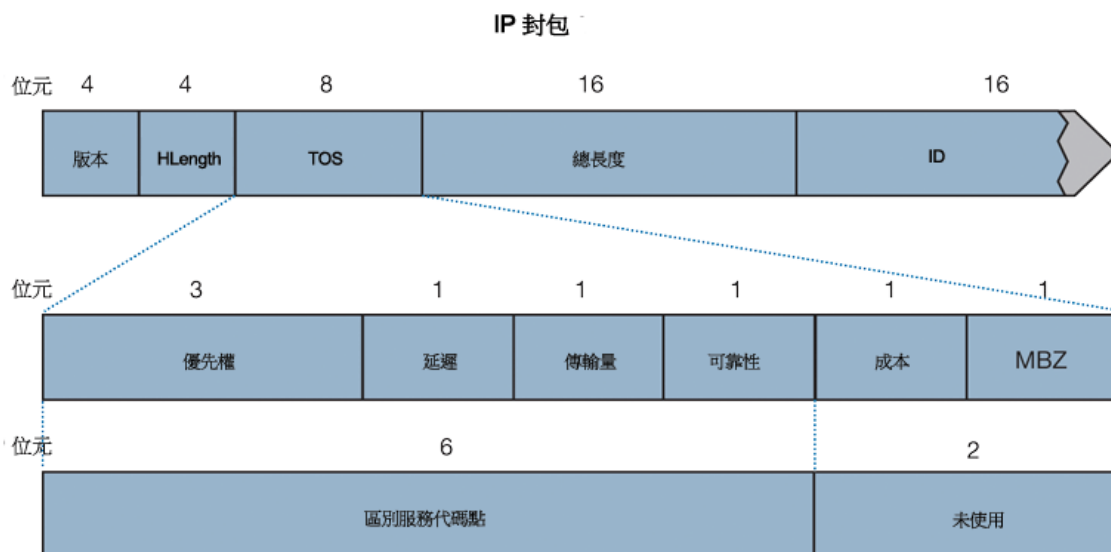 IP 封包
位元 4 4 8 16 16
版本 HLength TOS 總長度 ID
位元 3 1 1 1 1 1
優先權 延遲 傳輸量 可靠性 成本 MBZ
位元 6 2
區別服務代碼點 未使用